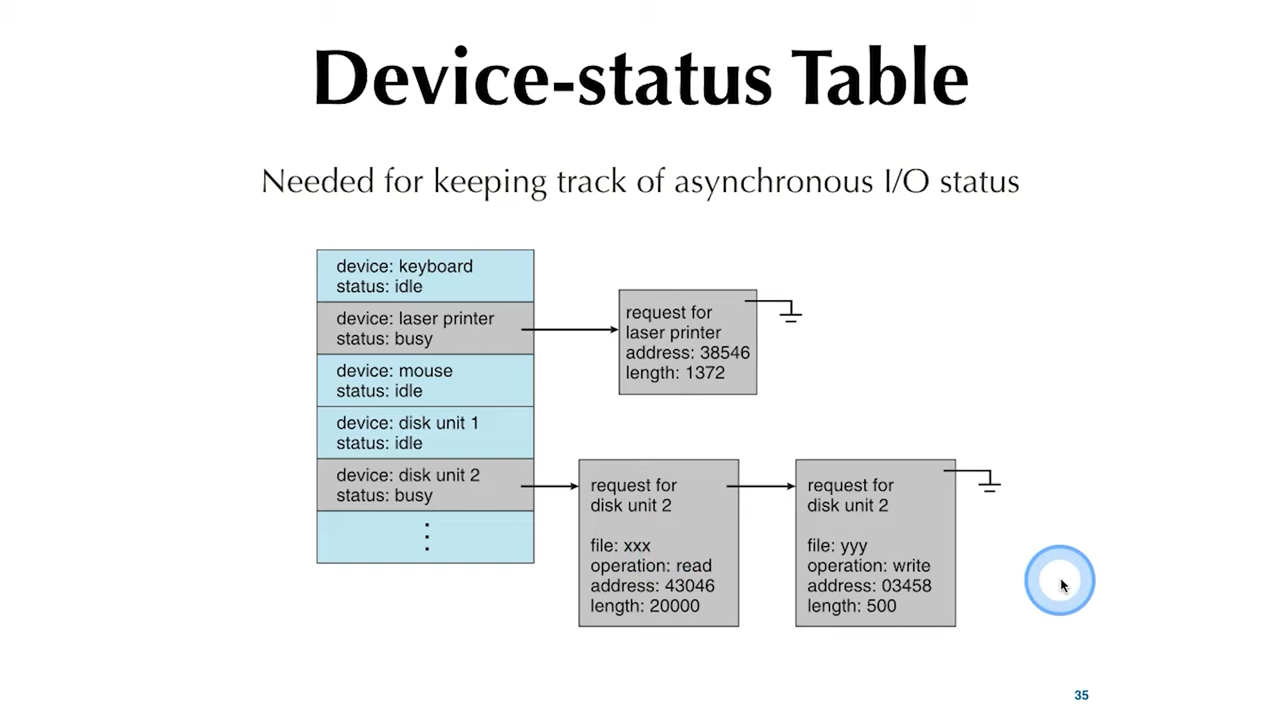 Device-status Table
Needed for keeping track of asynchronous I/O status
device: keyboard
status: idle
device: laser printer
status: busy
device: mouse
status: idle
device: disk unit 1
status: idle
device: disk unit 2
status: busy
request for
laser printer
address: 38546
length: 1372
request for
disk unit 2
file: xxx
operation: read
address: 43046
length: 20000
request for
disk unit 2
file: yyy
operation: write
address: 03458
length: 500
35